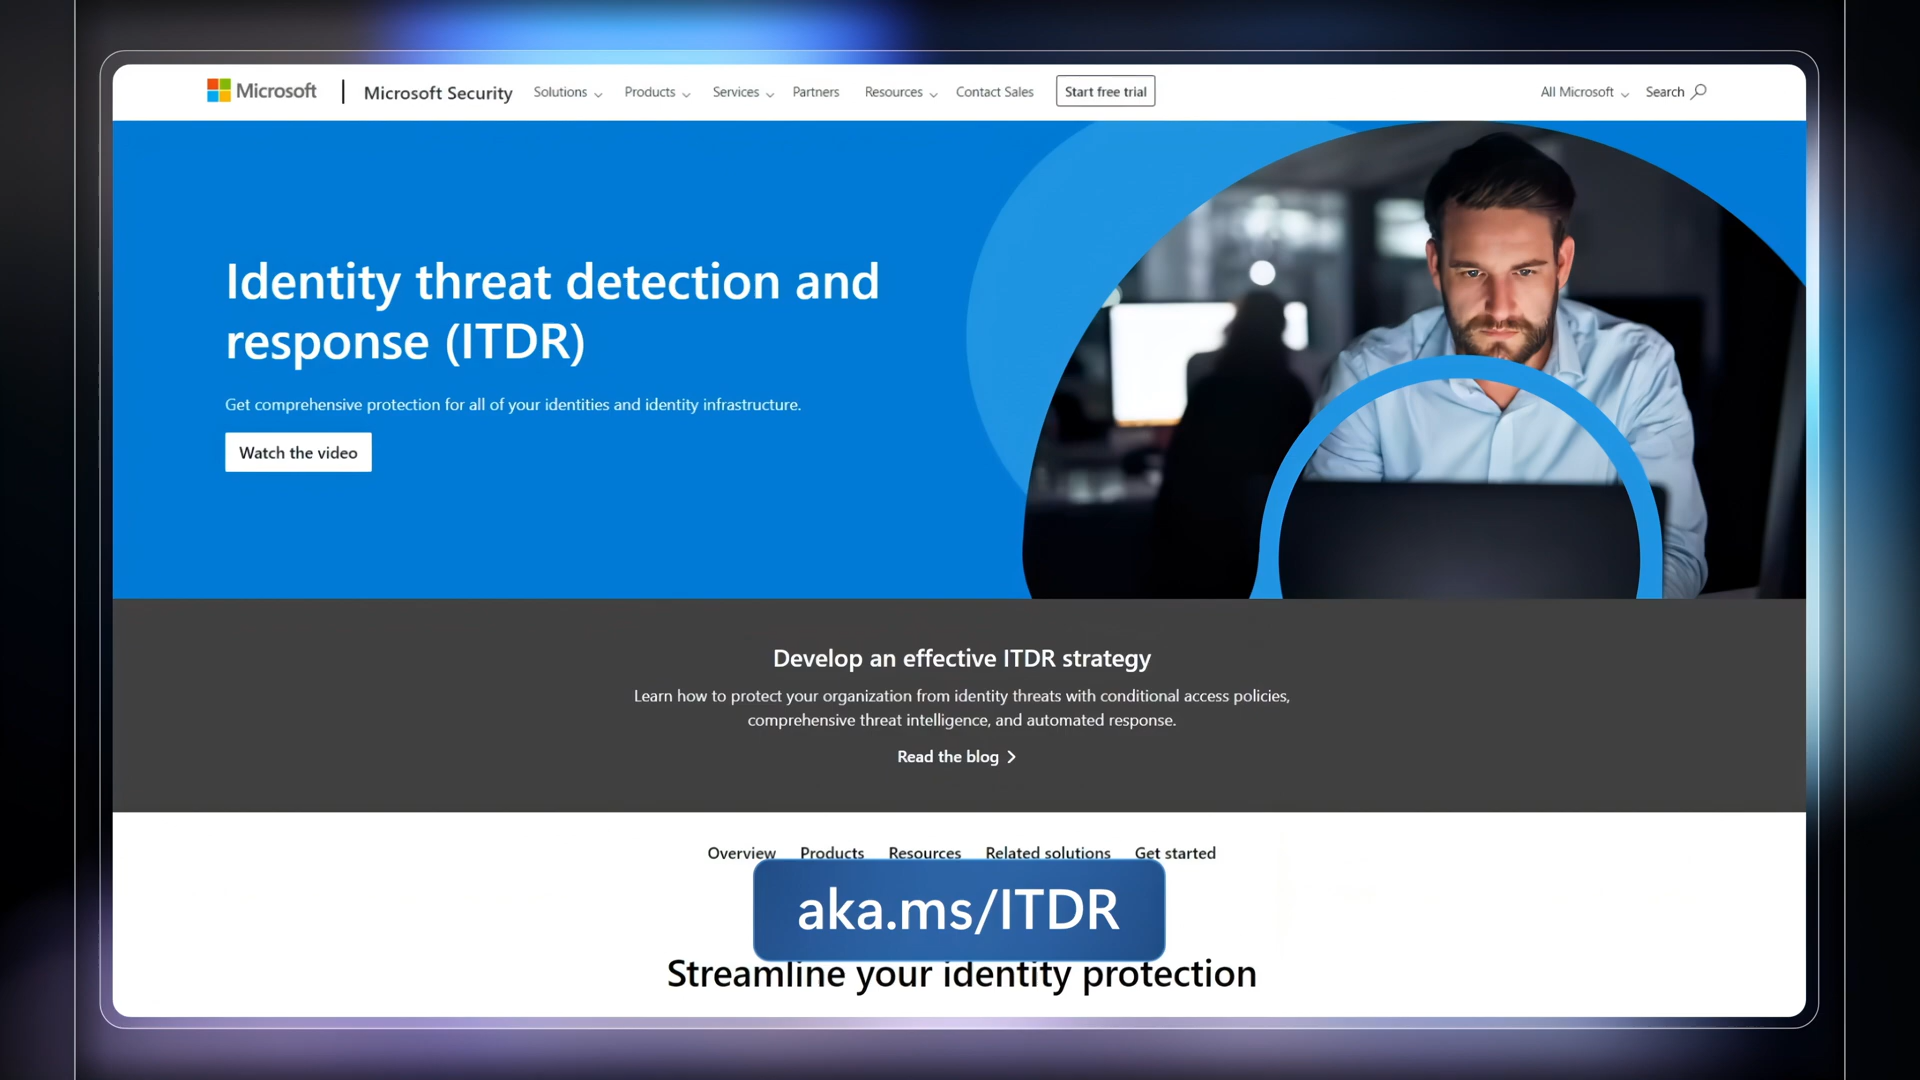 Microsoft | Microsoft Security Solutions Products Services Partners Resources Contact Sales Start free trial All Microsoft Search
Identity threat detection and
response (ITDR)
Get comprehensive protection for all of your identities and identity infrastructure.
Watch the video
Develop an effective ITDR strategy
Learn how to protect your organization from identity threats with conditional access policies,
comprehensive threat intelligence, and automated response.
Read the blog
Overview Products Resources Related solutions Get started
aka.ms/ITDR
Streamline your identity protection